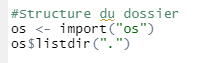 #Structure du dossier
os <- import("os")
os$listdir(".")